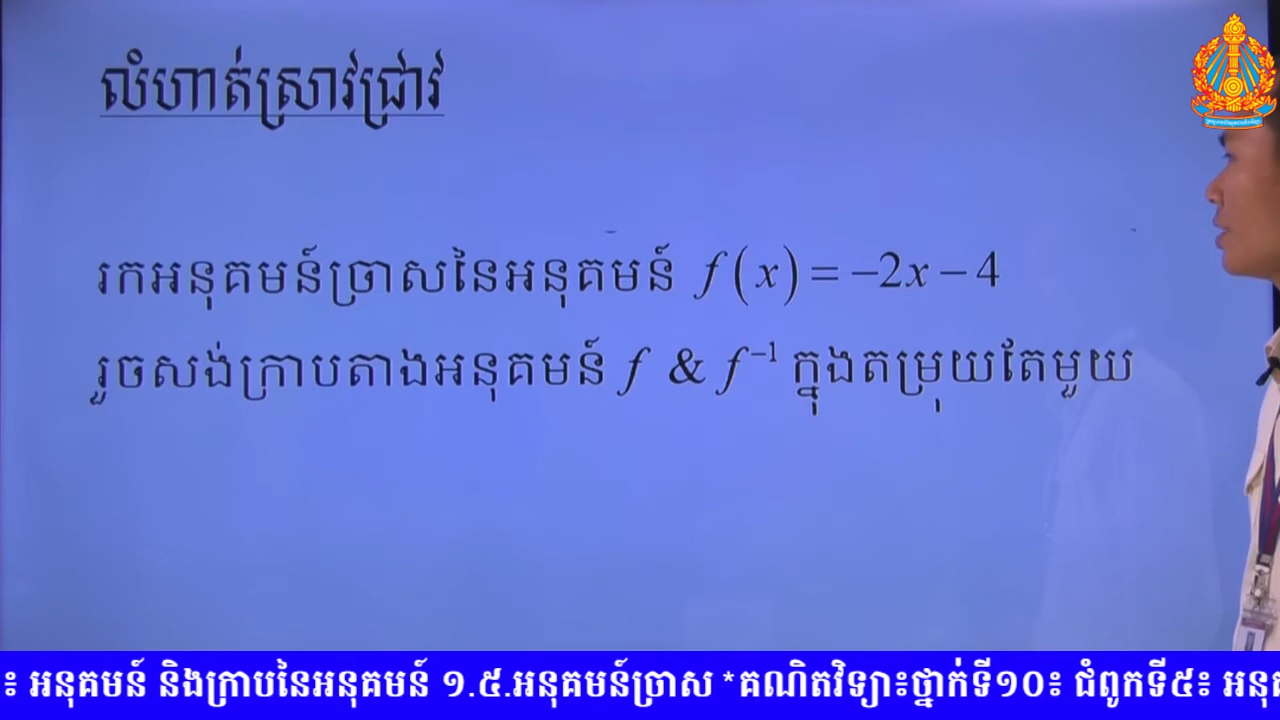 លំហាត់ស្រាវជ្រាវ
រកអនុគមន៍ច្រាសនៃអនុគមន៍ f(x)=−2x−4
រួចសង់ក្រាបតាងអនុគមន៍ f & f⁻¹ ក្នុងតម្រុយតែមួយ
៖ អនុគមន៍ និងក្រាបនៃអនុគមន៍ ១.៥.អនុគមន៍ច្រាស *គណិតវិទ្យា៖ថ្នាក់ទី១០៖ ជំពូកទី៥៖